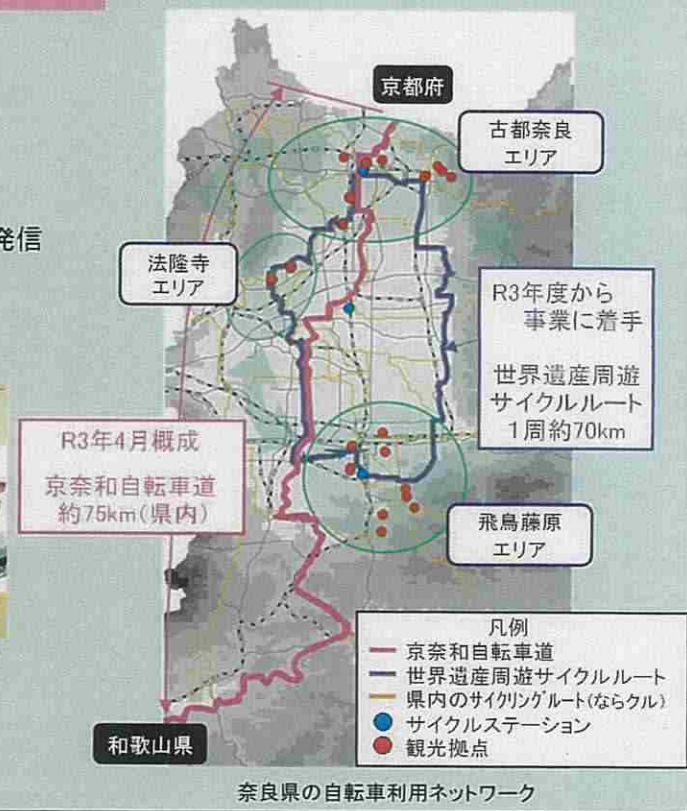 京都府
古都奈良
エリア
発信
法隆寺
エリア
R3年度から
事業に着手
世界遺産周遊
サイクルルート
1周約70km
R3年4月概成
京奈和自転車道
約75km(県内)
飛鳥藤原
エリア
凡例
京奈和自転車道
世界遺産周遊サイクルルート
県内のサイクリングルート(ならクル)
サイクルステーション
観光拠点
和歌山県
奈良県の自転車利用ネットワーク